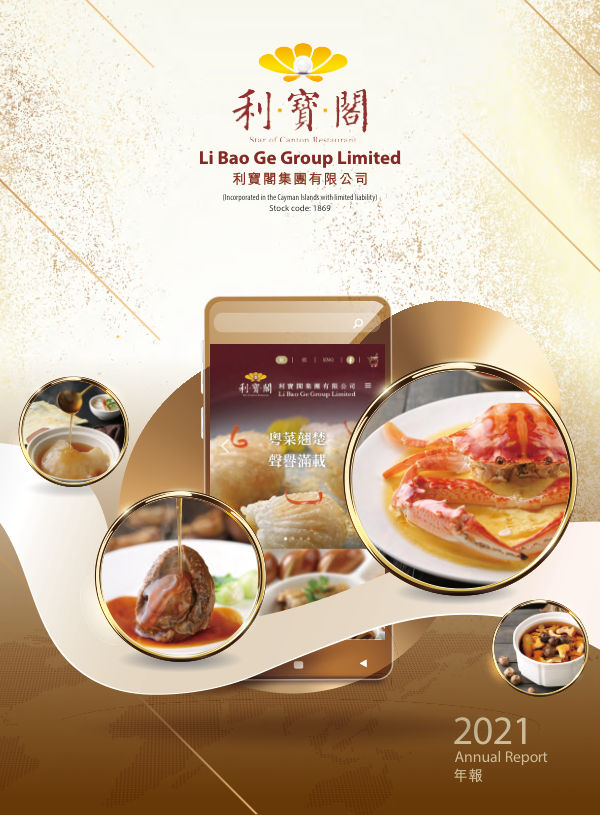 利·寶·閣
Star of Canton Restaurant
Li Bao Ge Group Limited
利寶閣集團有限公司
(Incorporated in the Cayman Islands with limited liability)
Stock code: 1869
ENG
利寶閣
利寶閣集團有限公司
Li Bao Ge Group Limited
粵菜翹楚
聲譽滿載
2021
Annual Report
年報